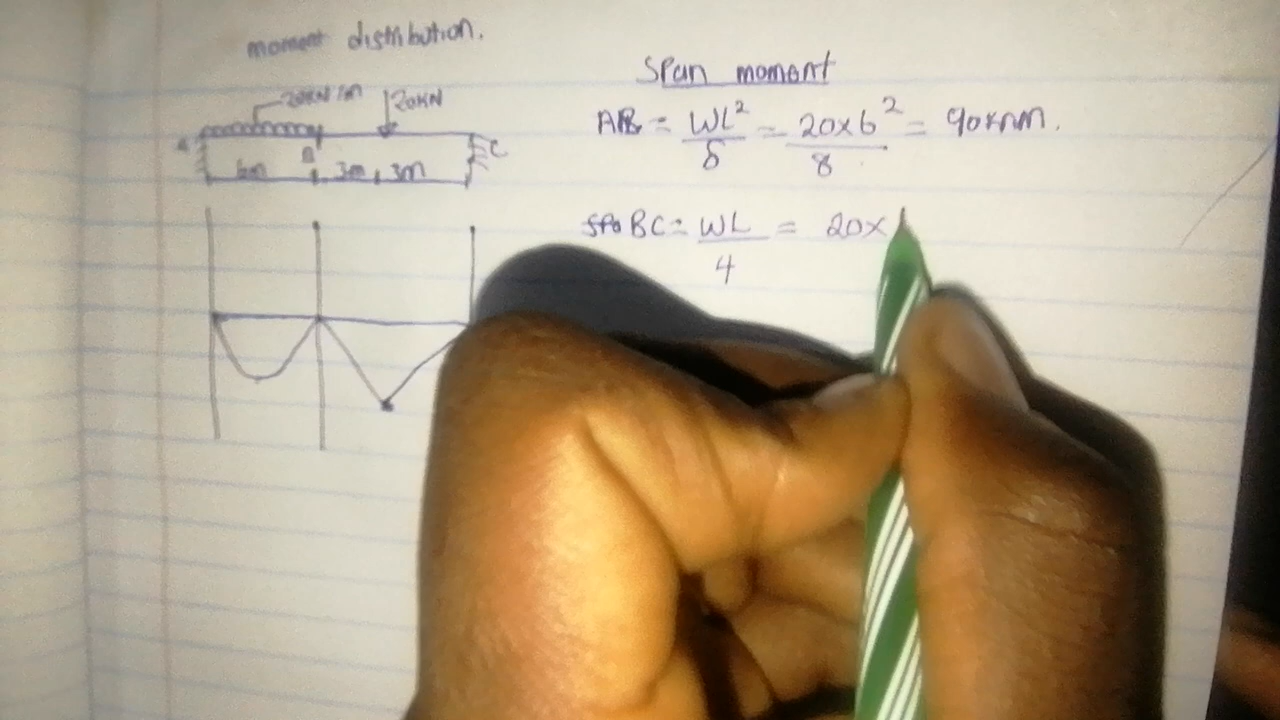 moment distribution.
Span moment
20KN/m
20KN
AB = WL²/8 = 20x6²/8 = 90KNM.
A
B
C
6m 3m 3m
BC = WL/4 = 20x